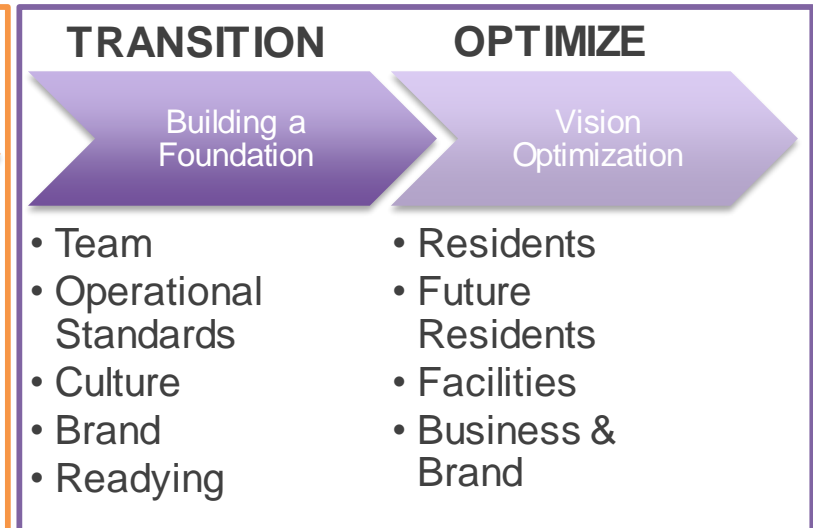 TRANSITION
Building a
Foundation
• Team
• Operational
Standards
• Culture
• Brand
• Readying
OPTIMIZE
Vision
Optimization
• Residents
• Future
Residents
• Facilities
• Business &
Brand